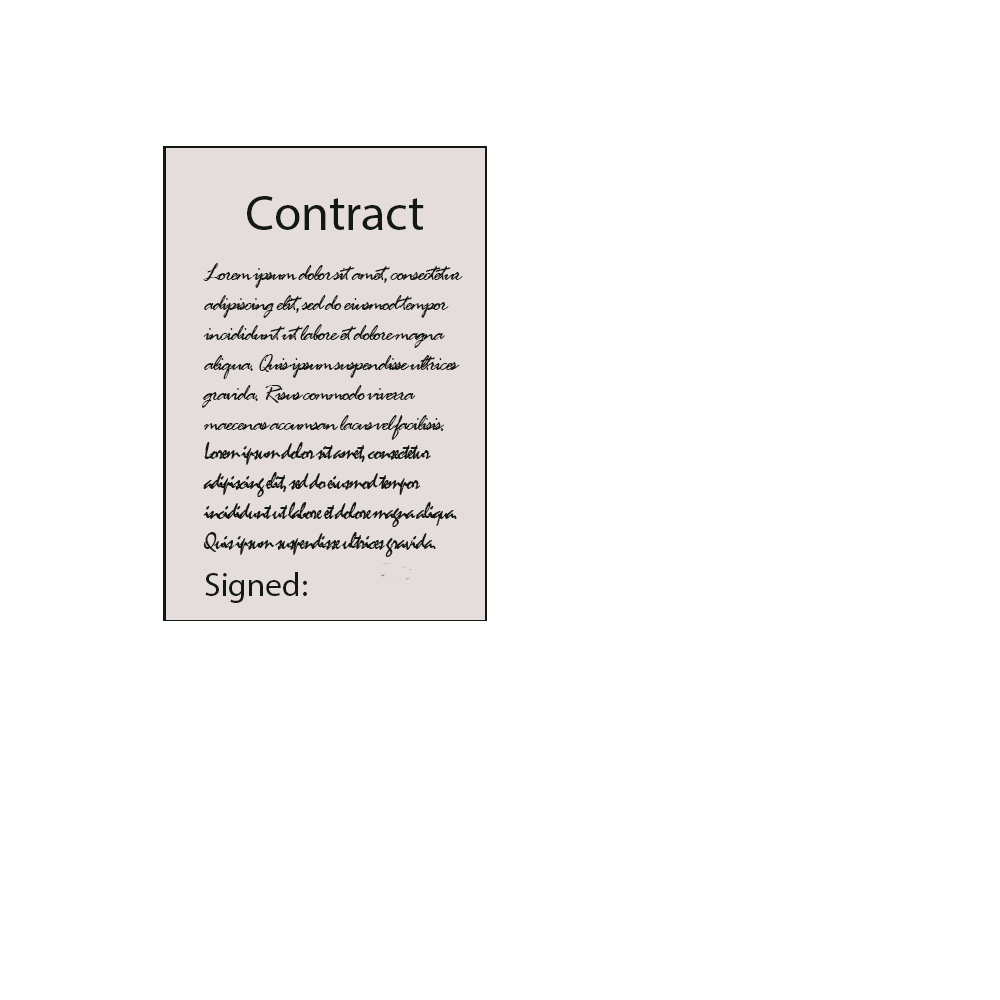 Contract
Lorem ipsum dolor sit amet, consectetur
adipiscing elit, sed do eiusmod tempor
incididunt ut labore et dolore magna
aliqua. Quis ipsum suspendisse ultrices
gravida. Risus commodo viverra
maecenas accumsan lacus vel facilisis.
Lorem ipsum dolor sit amet, consectetur
adipiscing elit, sed do eiusmod tempor
incididunt ut labore et dolore magna aliqua.
Quis ipsum suspendisse ultrices gravida.
Signed: